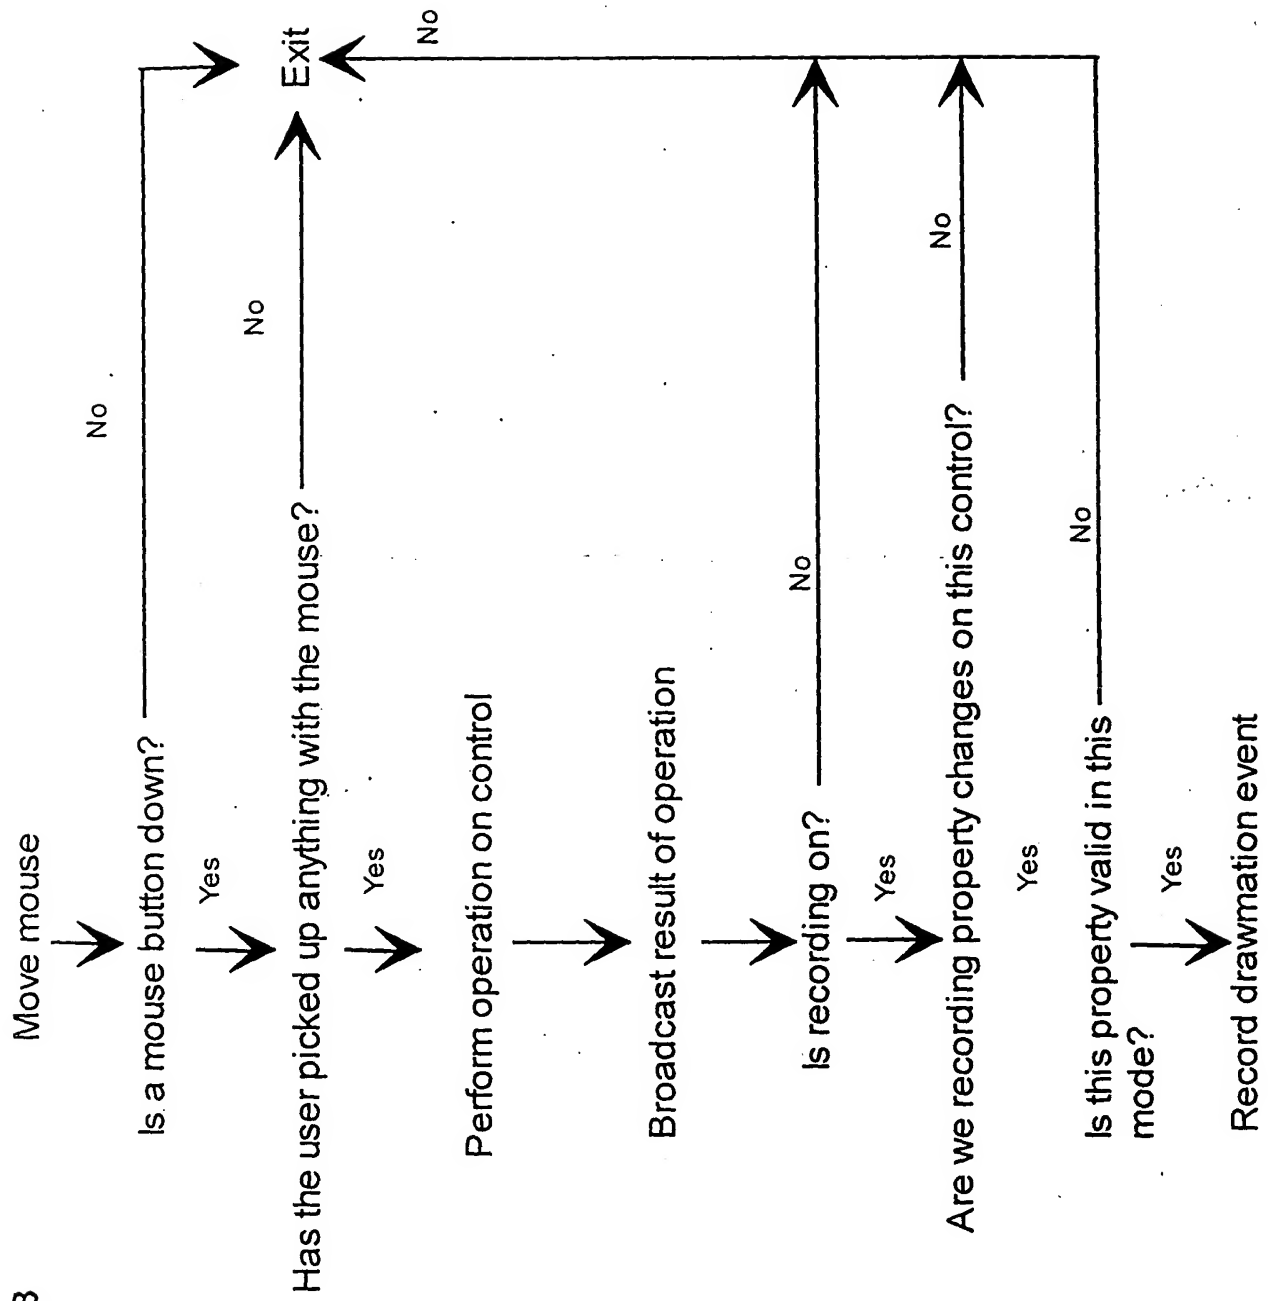 Move mouse
Is a mouse button down?
No
Yes
Has the user picked up anything with the mouse?
No
Exit
Yes
Perform operation on control
No
Broadcast result of operation
Is recording on?
No
Yes
Are we recording property changes on this control?
No
Yes
Is this property valid in this
mode?
No
Yes
Record drawmation event